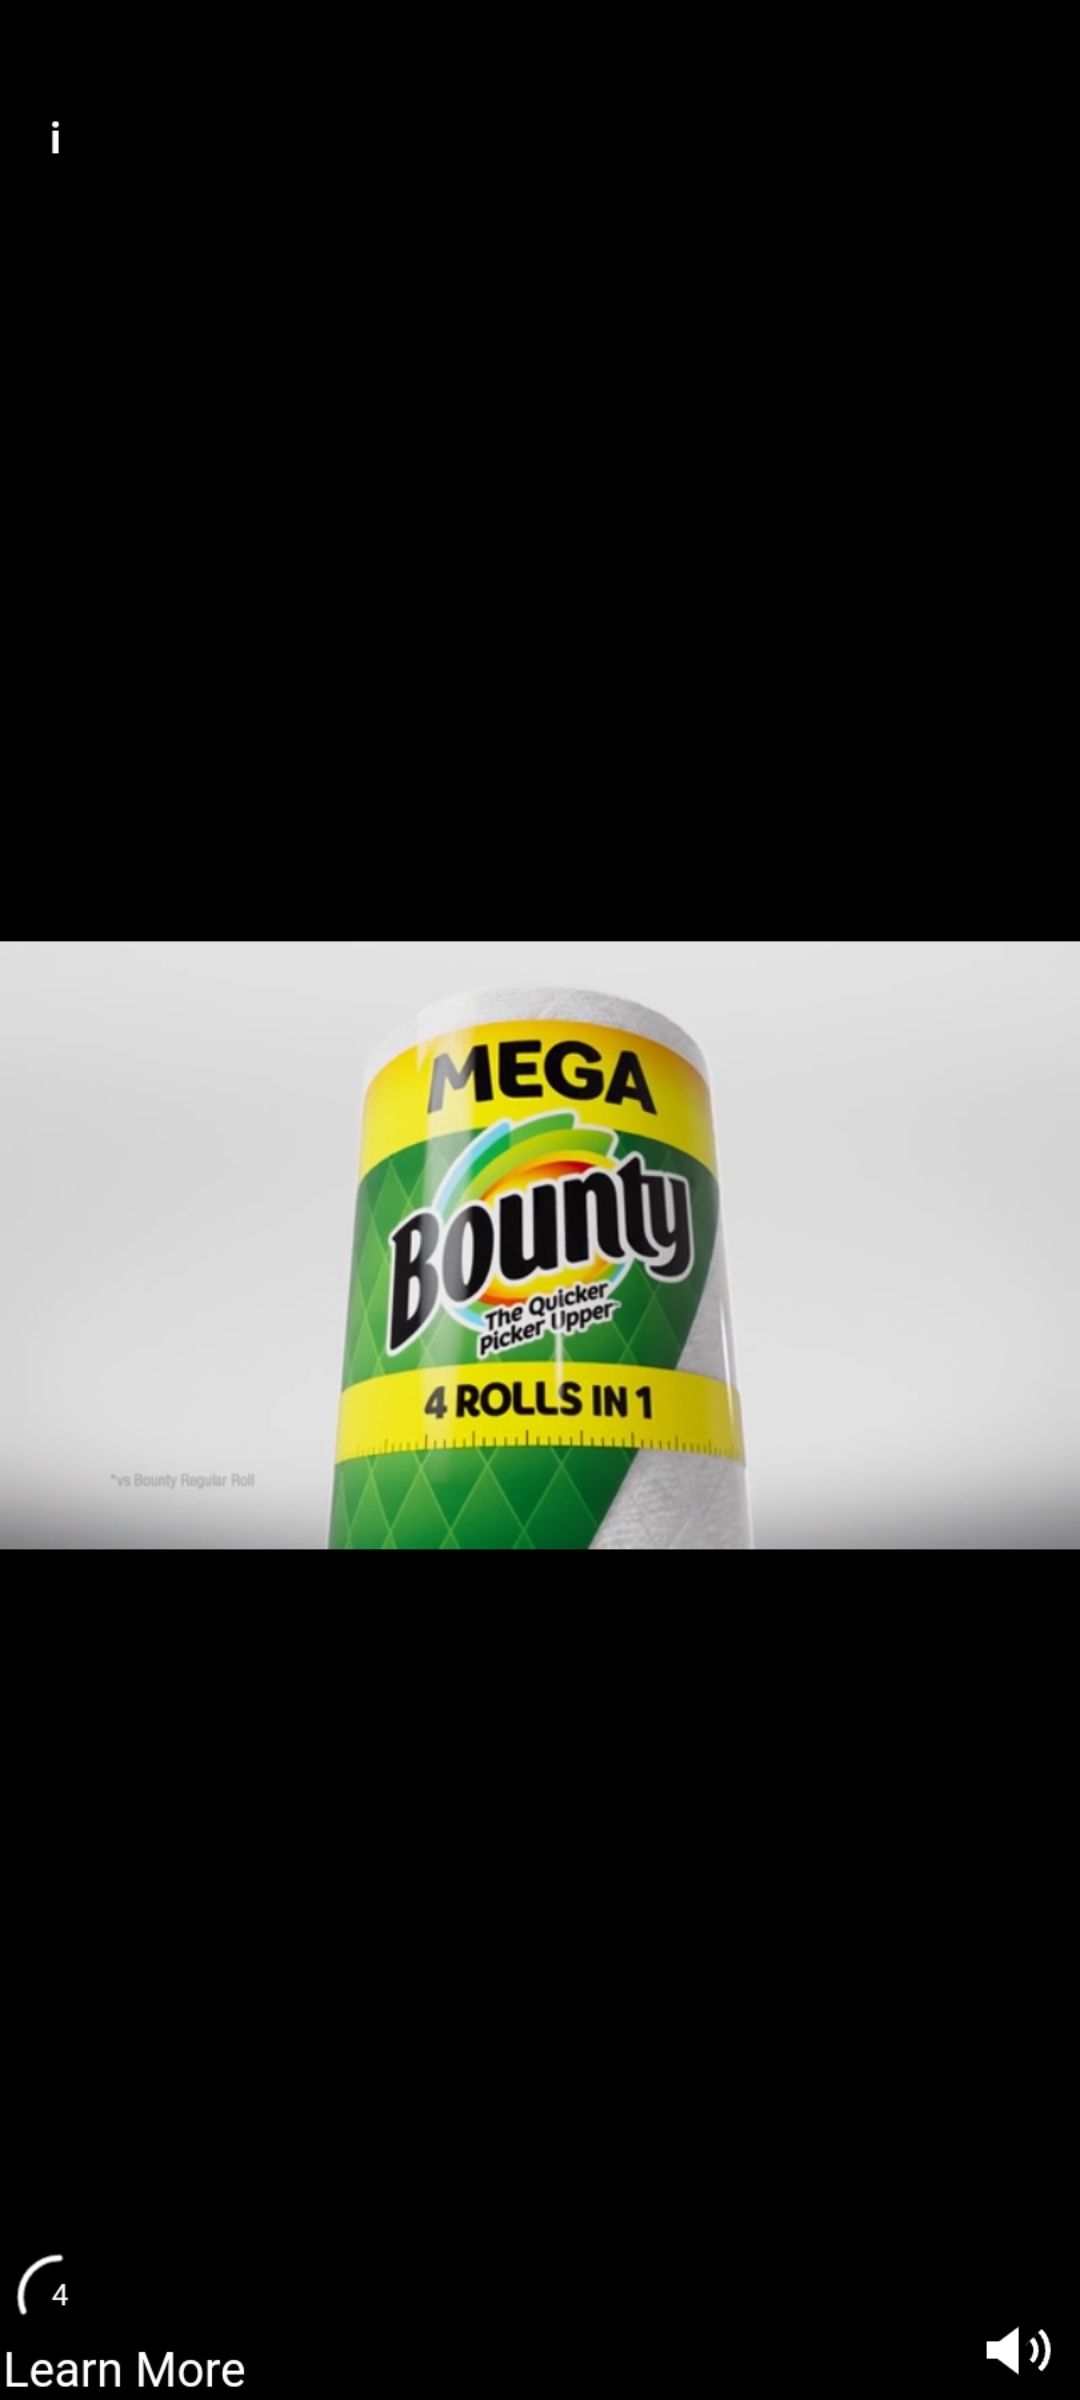 i
MEGA
Bounty
The Quicker
Picker Upper
4 ROLLS IN 1
*vs Bounty Regular Roll
4
Learn More